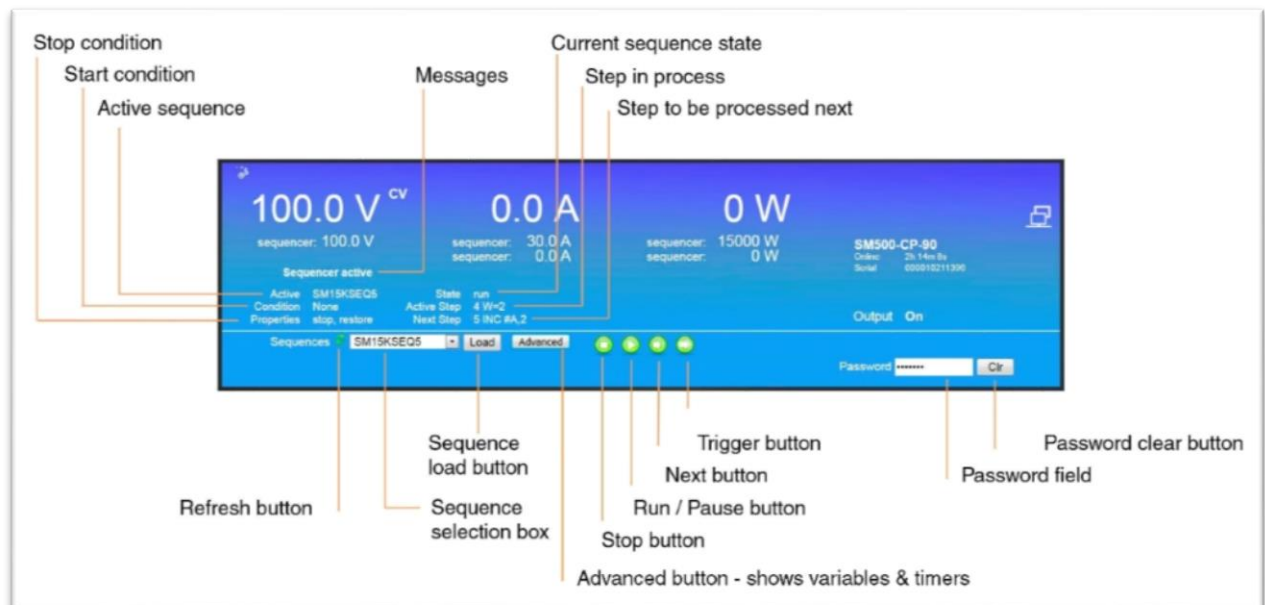 Stop condition
Current sequence state
Start condition
Messages
Step in process
Active sequence
Step to be processed next
100.0 V CV
0.0 A
0 W
sequencer: 100.0 V
sequencer: 30.0 A
sequencer: 15000 W
sequencer: 0.0 A
sequencer: 0 W
SM500-CP-90
Online 2h 14m 8s
Serial 000010211300
Sequencer active
Active SM15KSEQ5
State run
Condition None
Active Step 4 W=2
Properties stop, restore
Next Step 5 INC #A,2
Output On
Sequences
SM15KSEQ5
Load
Advanced
Password
Clr
Sequence
load button
Trigger button
Password clear button
Next button
Password field
Refresh button
Sequence
selection box
Run / Pause button
Stop button
Advanced button - shows variables & timers